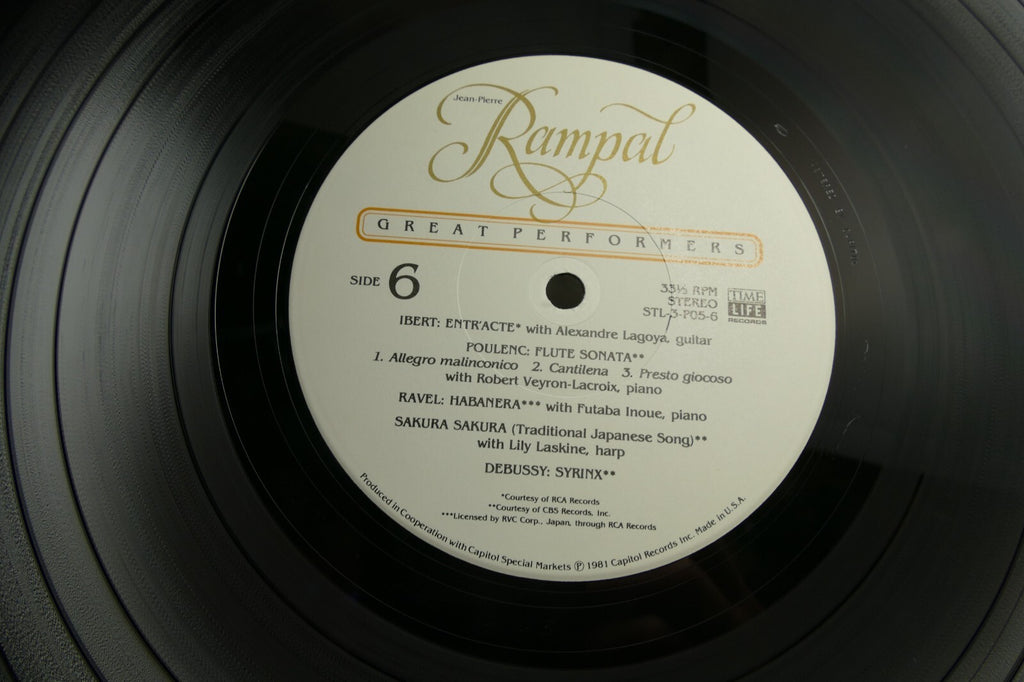 Jean-Pierre
Rampal
GREAT PERFORMERS
SIDE 6
33⅓ RPM
STEREO
STL-3-P05-6
TIME
LIFE
RECORDS
IBERT: ENTR'ACTE* with Alexandre Lagoya, guitar
POULENC: FLUTE SONATA**
1. Allegro malinconico 2. Cantilena 3. Presto giocoso
with Robert Veyron-Lacroix, piano
RAVEL: HABANERA*** with Futaba Inoue, piano
SAKURA SAKURA (Traditional Japanese Song)**
with Lily Laskine, harp
DEBUSSY: SYRINX**
*Courtesy of RCA Records
**Courtesy of CBS Records, Inc.
***Licensed by RVC Corp., Japan, through RCA Records
Produced in Cooperation with Capitol Special Markets ℗ 1981 Capitol Records Inc. Made in U.S.A.